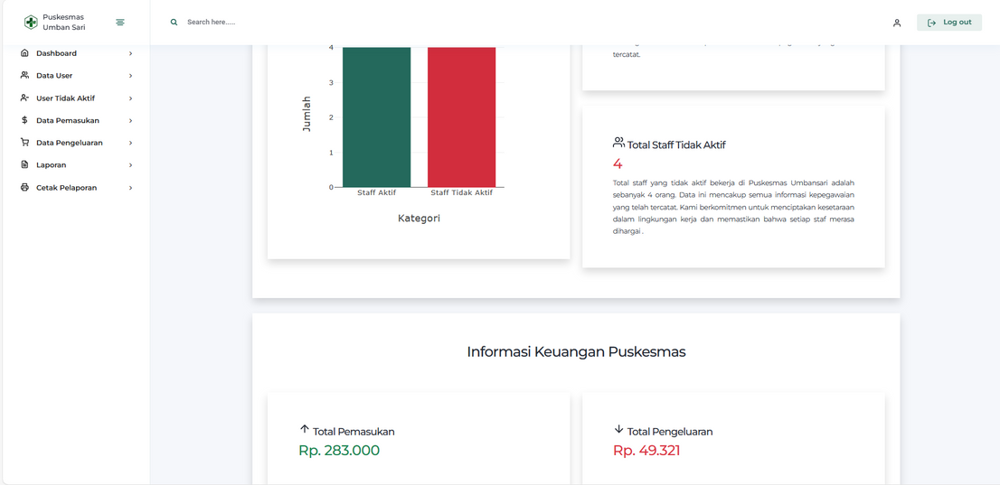 Puskesmas
Umban Sari
Search here.....
Log out
Dashboard
Data User
User Tidak Aktif
Data Pemasukan
Data Pengeluaran
Laporan
Cetak Pelaporan
4
3
2
1
0
Jumlah
Staff Aktif
Staff Tidak Aktif
Kategori
tercatat.
Total Staff Tidak Aktif
4
Total staff yang tidak aktif bekerja di Puskesmas Umbansari adalah
sebanyak 4 orang. Data ini mencakup semua informasi kepegawaian
yang telah tercatat. Kami berkomitmen untuk menciptakan kesetaraan
dalam lingkungan kerja dan memastikan bahwa setiap staf merasa
dihargai .
Informasi Keuangan Puskesmas
Total Pemasukan
Rp. 283.000
Total Pengeluaran
Rp. 49.321